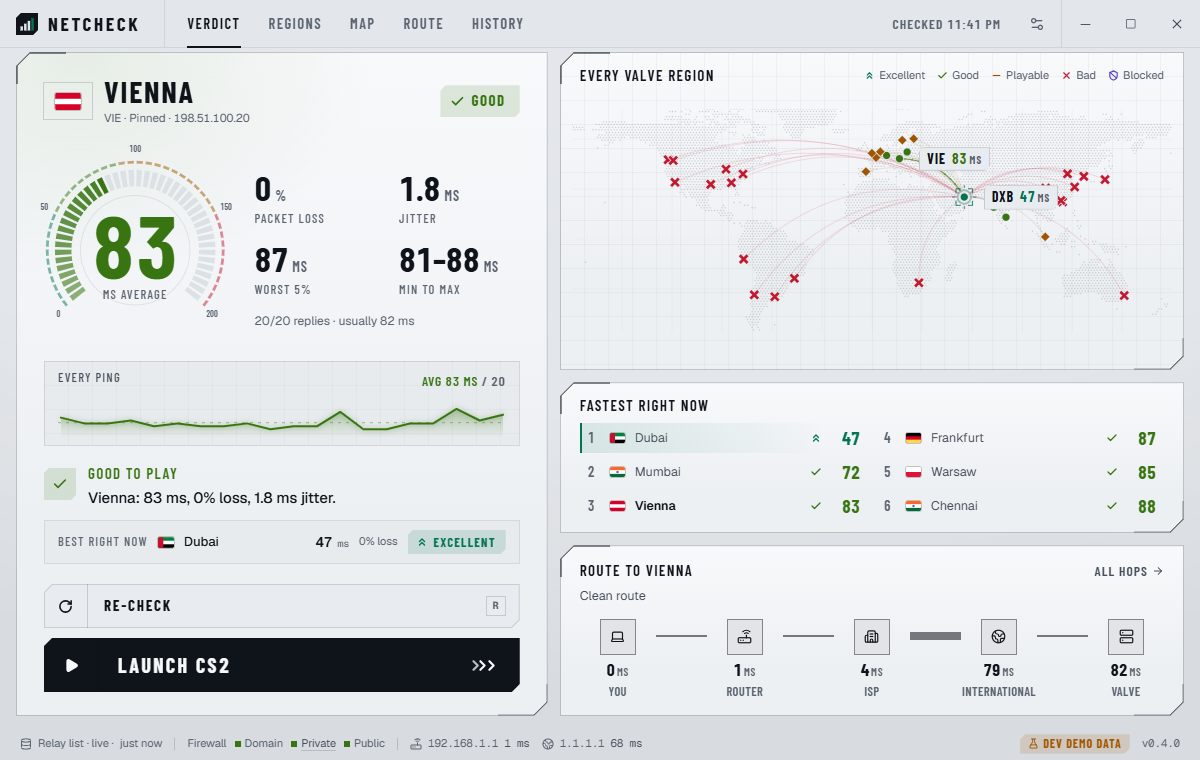 NETCHECK
VERDICT REGIONS MAP ROUTE HISTORY
CHECKED 11:41 PM
VIENNA
VIE · Pinned · 198.51.100.20
GOOD
0 50 100 150 200
83
MS AVERAGE
0 %
PACKET LOSS
1.8 MS
JITTER
87 MS
WORST 5%
81–88 MS
MIN TO MAX
20/20 replies · usually 82 ms
EVERY PING
AVG 83 MS / 20
GOOD TO PLAY
Vienna: 83 ms, 0% loss, 1.8 ms jitter.
BEST RIGHT NOW Dubai 47 ms 0% loss EXCELLENT
RE-CHECK R
LAUNCH CS2
EVERY VALVE REGION
Excellent Good Playable Bad Blocked
VIE 83 MS
DXB 47 MS
FASTEST RIGHT NOW
1 Dubai 47
2 Mumbai 72
3 Vienna 83
4 Frankfurt 87
5 Warsaw 85
6 Chennai 88
ROUTE TO VIENNA
ALL HOPS
Clean route
0 MS 1 MS 4 MS 79 MS 82 MS
YOU ROUTER ISP INTERNATIONAL VALVE
Relay list · live · just now Firewall Domain Private Public 192.168.1.1 1 ms 1.1.1.1 68 ms
DEV DEMO DATA v0.4.0